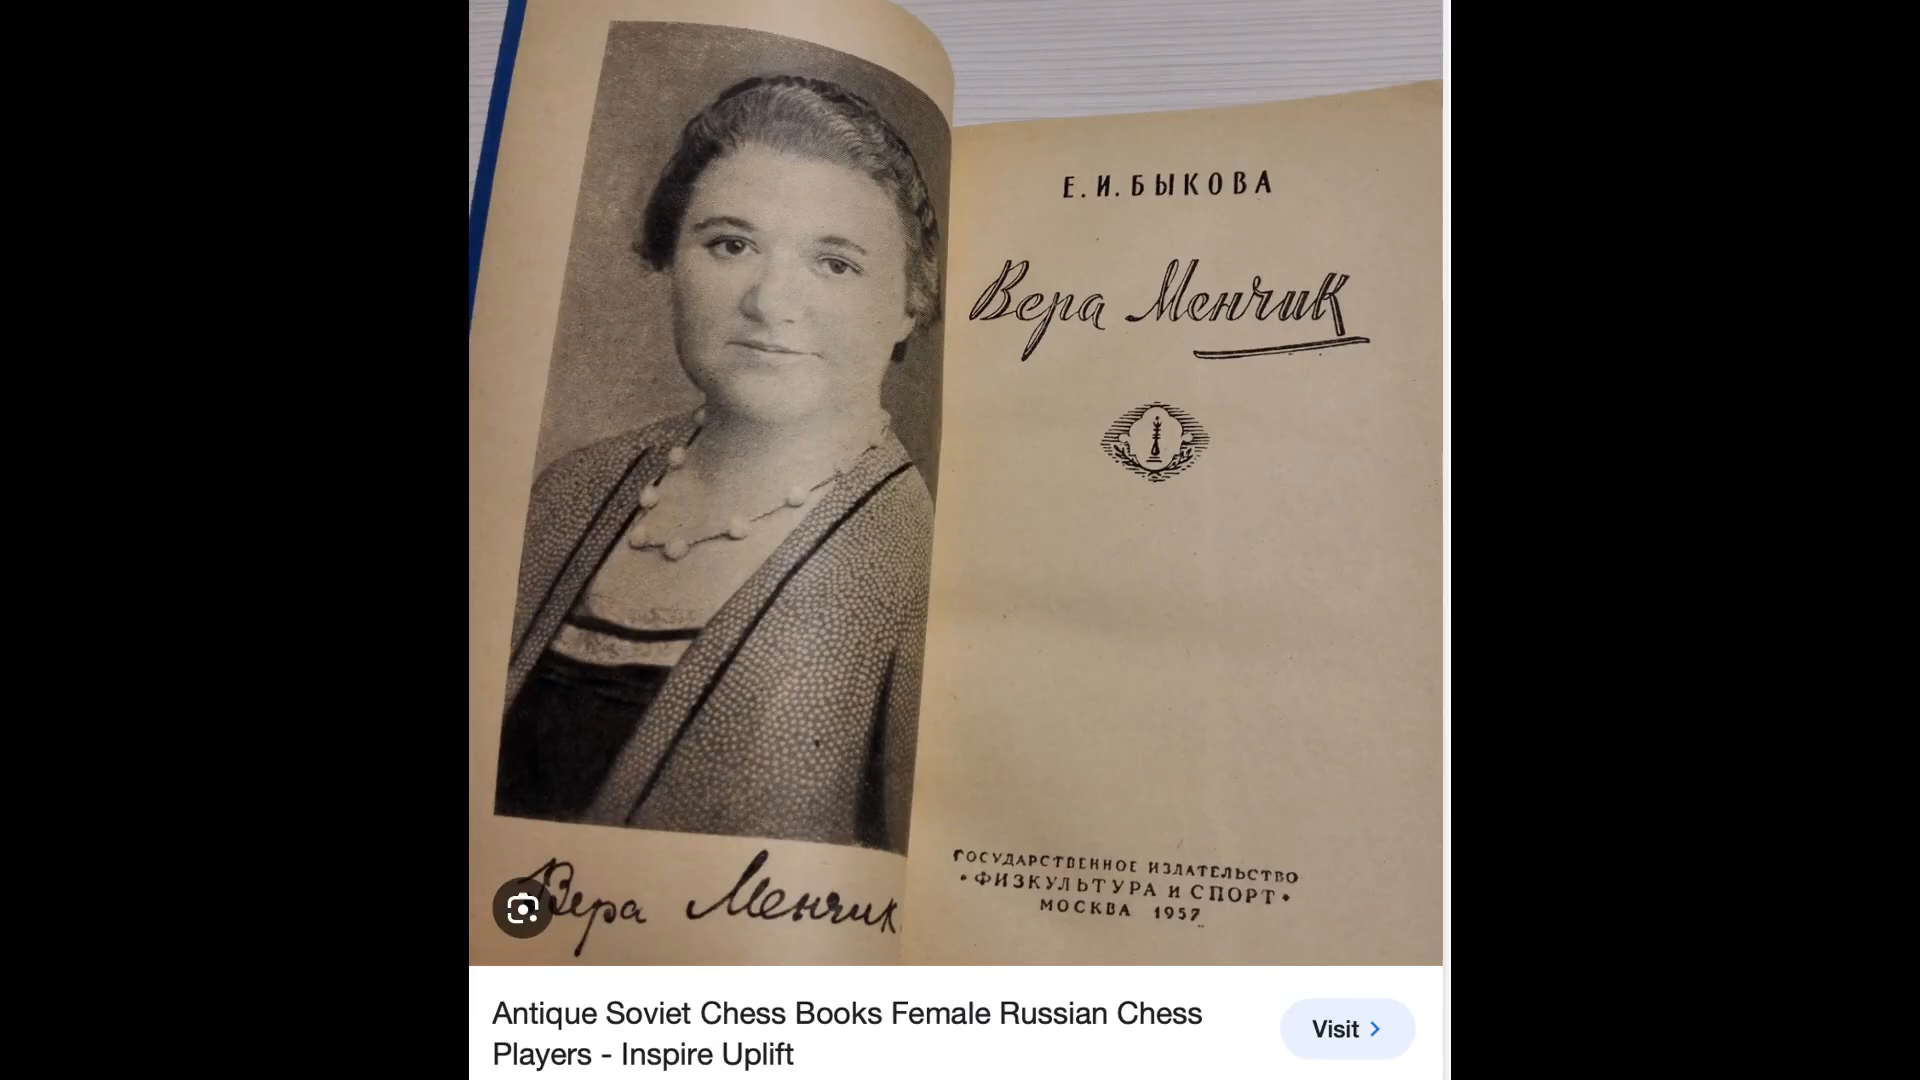 Е. И. БЫКОВА
Вера Менчик
ГОСУДАРСТВЕННОЕ ИЗДАТЕЛЬСТВО
•ФИЗКУЛЬТУРА и СПОРТ•
МОСКВА 1957
Вера Менчик
Antique Soviet Chess Books Female Russian Chess
Players - Inspire Uplift
Visit